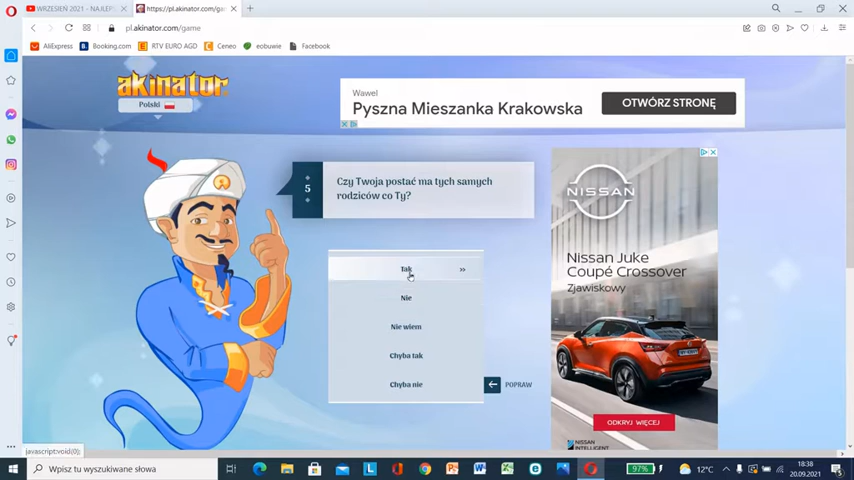 WRZESIEŃ 2021 - NAJLEP
https://pl.akinator.com/game
pl.akinator.com/game
AliExpress
Booking.com
RTV EURO AGD
Ceneo
eobuwie
Facebook
akinator
Polski
Wawel
Pyszna Mieszanka Krakowska
OTWÓRZ STRONĘ
5
Czy Twoja postać ma tych samych
rodziców co Ty?
Tak
Nie
Nie wiem
Chyba tak
Chyba nie
POPRAW
NISSAN
Nissan Juke
Coupé Crossover
Zjawiskowy
ODKRYJ WIĘCEJ
NISSAN
INTELLIGENT
javascript:void(0);
Wpisz tu wyszukiwane słowa
97%
12°C
18:38
20.09.2021